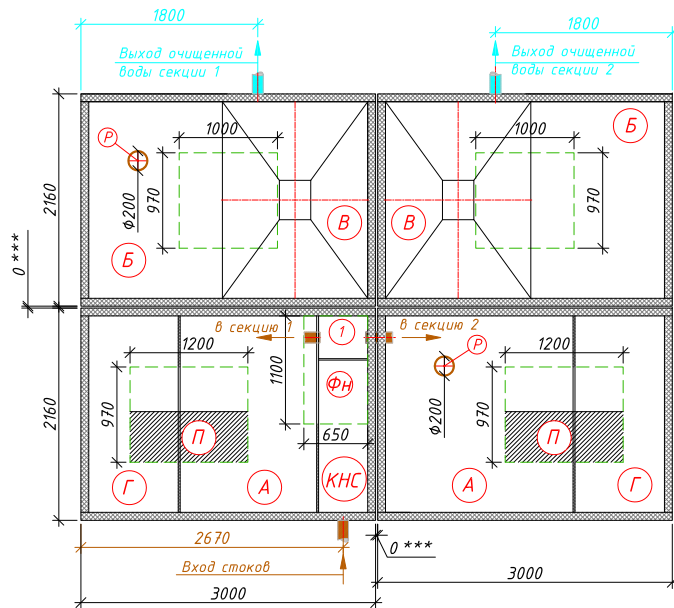 1800
1800
Выход очищенной
воды секции 1
Выход очищенной
воды секции 2
Р
1000
1000
Б
2160
Ф200
970
970
В
В
Б
0 ***
в секцию 1
1
в секцию 2
Р
1200
1200
1100
Фн
2160
970
Ф200
970
П
650
П
Г
А
КНС
А
Г
2670
0 ***
Вход стоков
3000
3000